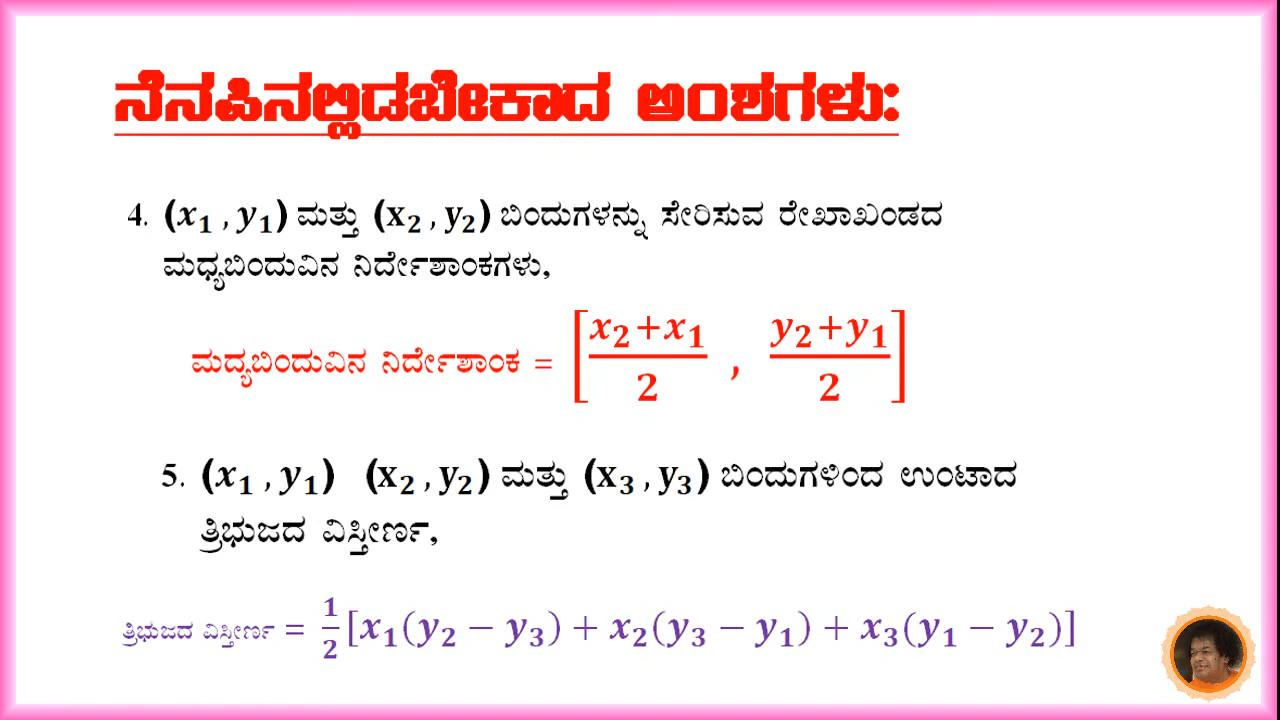 ನೆನಪಿನಲ್ಲಿಡಬೇಕಾದ ಅಂಶಗಳು:
4. (x₁ , y₁) ಮತ್ತು (x₂ , y₂) ಬಿಂದುಗಳನ್ನು ಸೇರಿಸುವ ರೇಖಾಖಂಡದ
ಮಧ್ಯಬಿಂದುವಿನ ನಿರ್ದೇಶಾಂಕಗಳು,
ಮದ್ಯಬಿಂದುವಿನ ನಿರ್ದೇಶಾಂಕ = [(x₂+x₁)/2 , (y₂+y₁)/2]
5. (x₁ , y₁) (x₂ , y₂) ಮತ್ತು (x₃ , y₃) ಬಿಂದುಗಳಿಂದ ಉಂಟಾದ
ತ್ರಿಭುಜದ ವಿಸ್ತೀರ್ಣ,
ತ್ರಿಭುಜದ ವಿಸ್ತೀರ್ಣ = 1/2 [x₁(y₂ − y₃) + x₂(y₃ − y₁) + x₃(y₁ − y₂)]